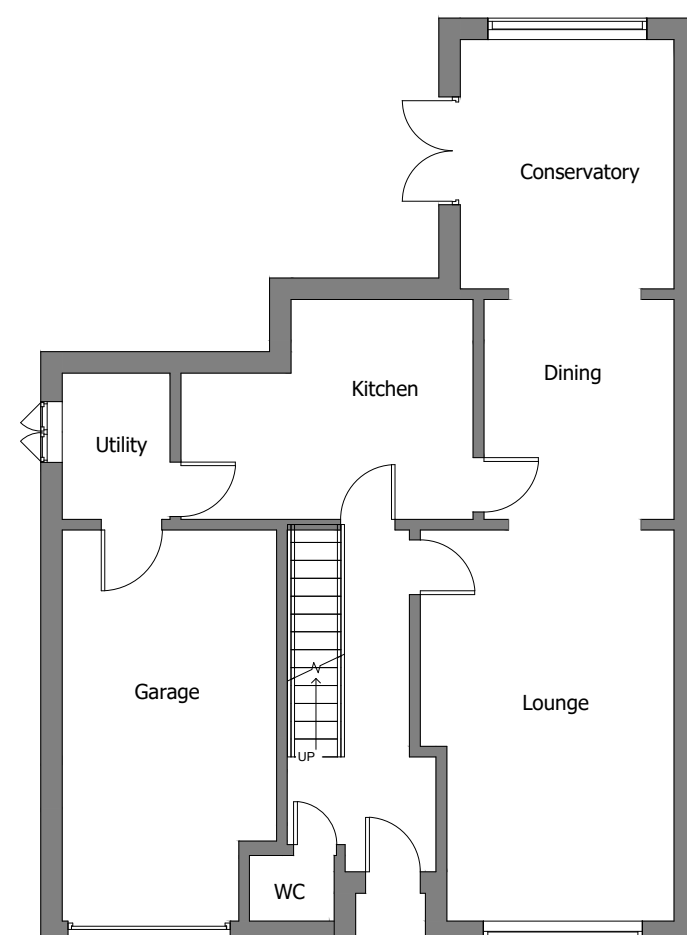 Conservatory
Dining
Kitchen
Utility
Garage
Lounge
UP
WC